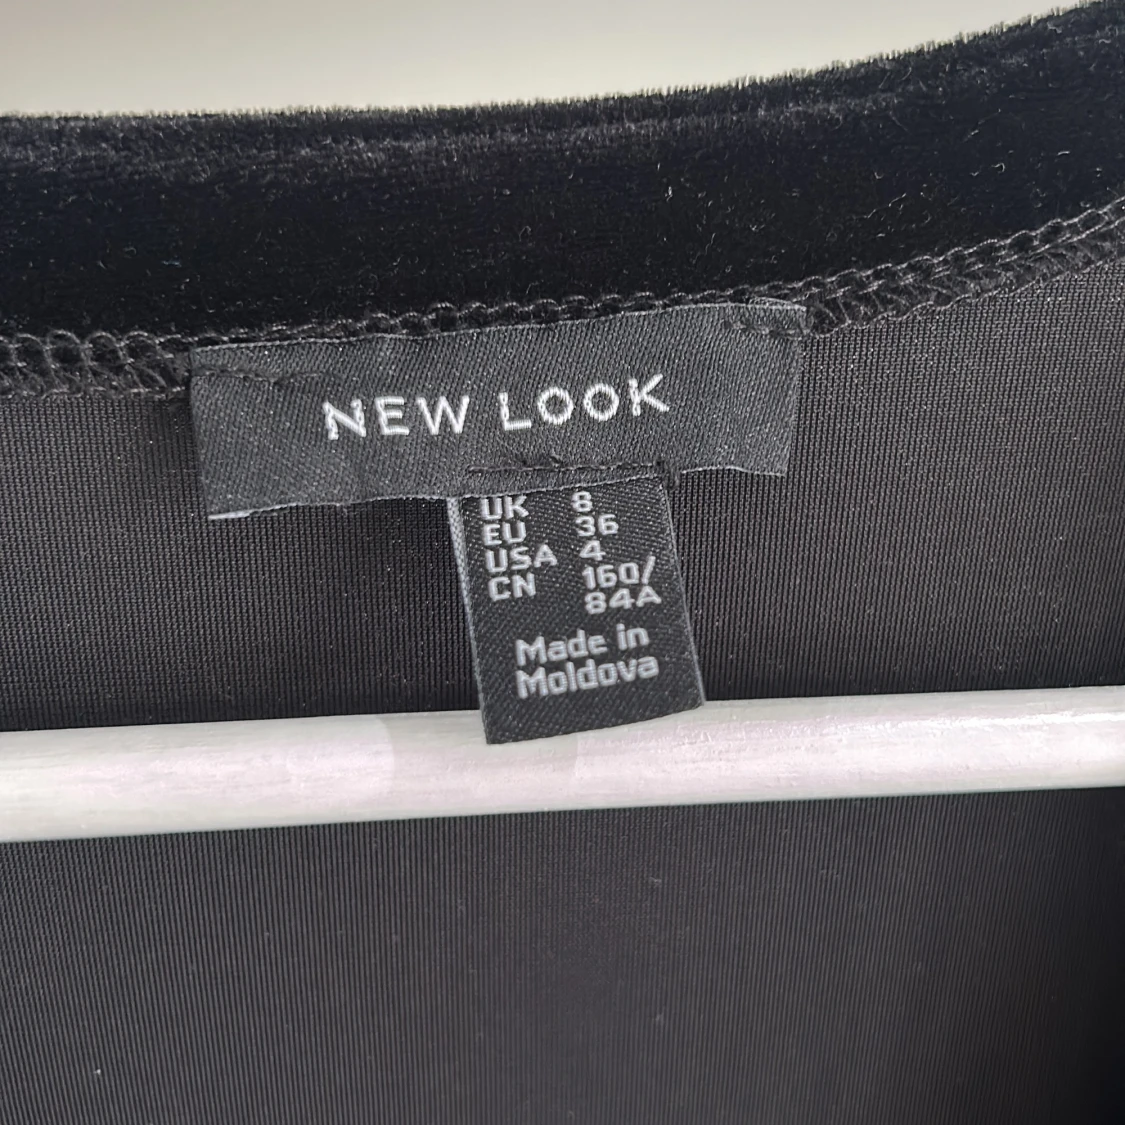 NEW LOOK
UK 8
EU 36
USA 4
CN 160/
84A
Made in
Moldova